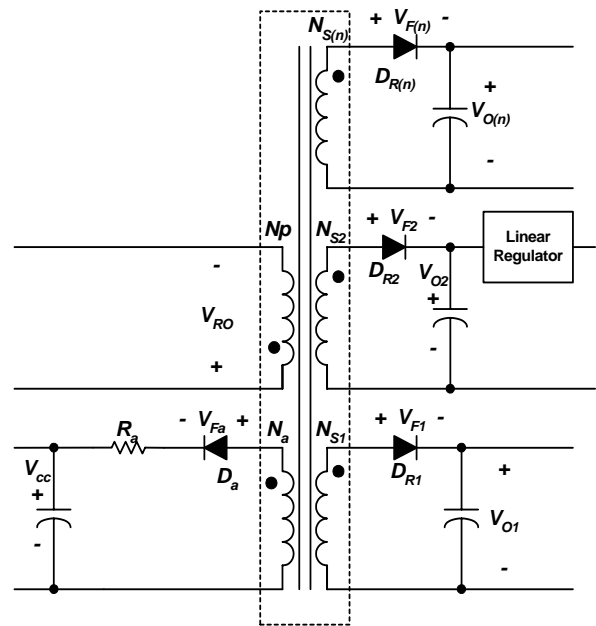 N_S(n)
+ V_F(n) -
D_R(n)
+
V_O(n)
-
Np
N_S2
+ V_F2 -
D_R2
V_O2
+
-
Linear
Regulator
-
V_RO
+
N_a
N_S1
- V_Fa +
R_a
D_a
V_cc
+
-
+ V_F1 -
D_R1
+
V_O1
-